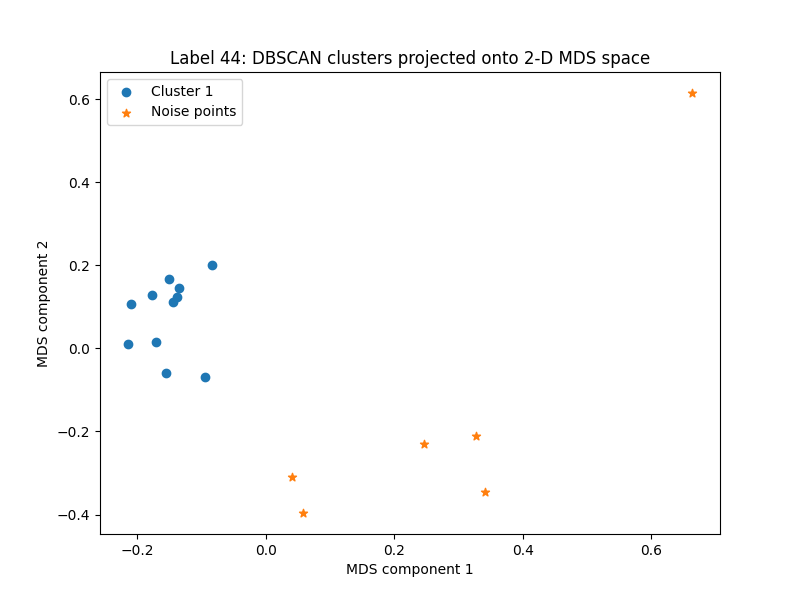 Label 44: DBSCAN clusters projected onto 2-D MDS space
Cluster 1
Noise points
0.6
0.4
0.2
0.0
−0.2
−0.4
MDS component 2
−0.2
0.0
0.2
0.4
0.6
MDS component 1